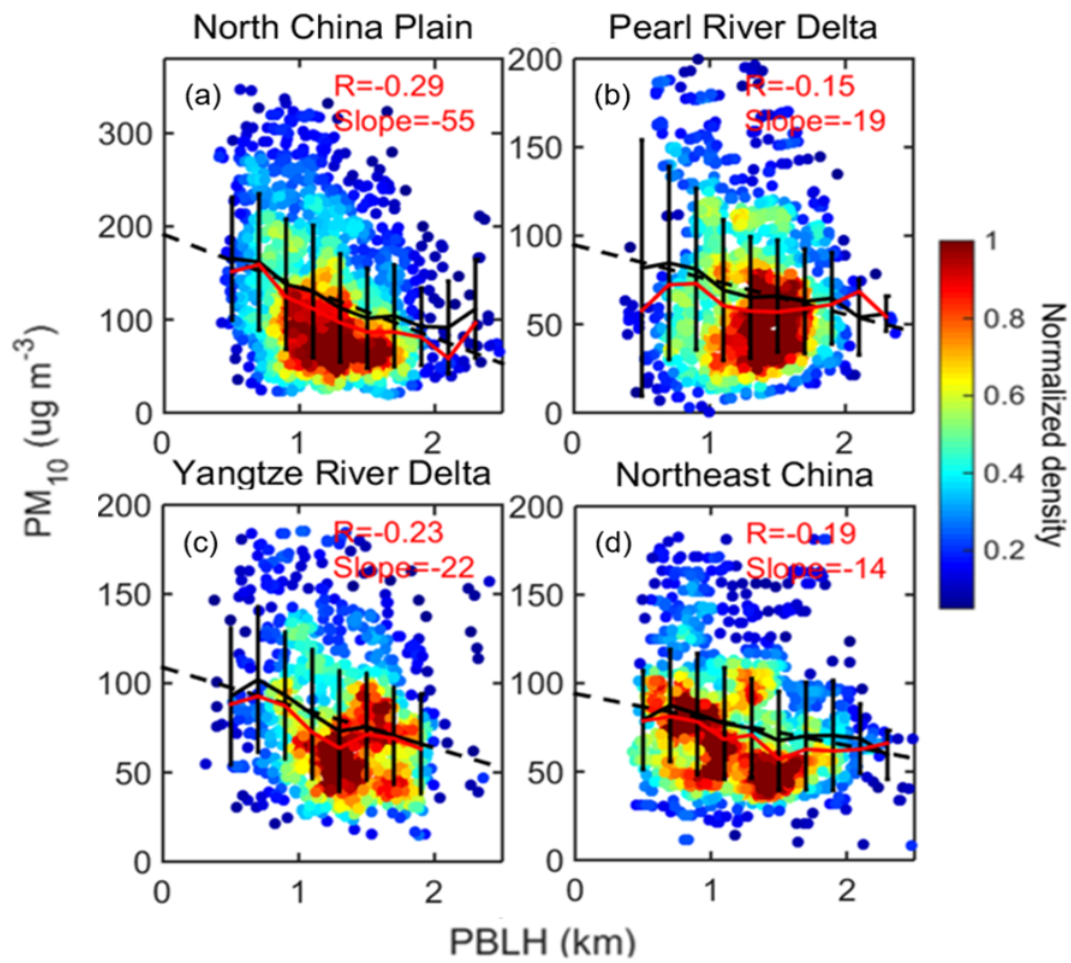 North China Plain
Pearl River Delta
(a)
R=-0.29
Slope=-55
(b)
R=-0.15
Slope=-19
300
200
100
0
0
1
2
200
150
100
50
0
0
1
2
Yangtze River Delta
Northeast China
(c)
R=-0.23
Slope=-22
(d)
R=-0.19
Slope=-14
200
150
100
50
0
0
1
2
200
150
100
50
0
0
1
2
PM10 (ug m-3)
PBLH (km)
1
0.8
0.6
0.4
0.2
Normalized density